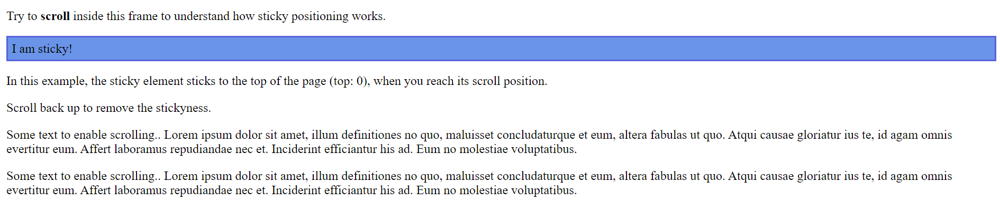 Try to scroll inside this frame to understand how sticky positioning works.
I am sticky!
In this example, the sticky element sticks to the top of the page (top: 0), when you reach its scroll position.
Scroll back up to remove the stickyness.
Some text to enable scrolling.. Lorem ipsum dolor sit amet, illum definitiones no quo, maluisset concludaturque et eum, altera fabulas ut quo. Atqui causae gloriatur ius te, id agam omnis
evertitur eum. Affert laboramus repudiandae nec et. Inciderint efficiantur his ad. Eum no molestiae voluptatibus.
Some text to enable scrolling.. Lorem ipsum dolor sit amet, illum definitiones no quo, maluisset concludaturque et eum, altera fabulas ut quo. Atqui causae gloriatur ius te, id agam omnis
evertitur eum. Affert laboramus repudiandae nec et. Inciderint efficiantur his ad. Eum no molestiae voluptatibus.